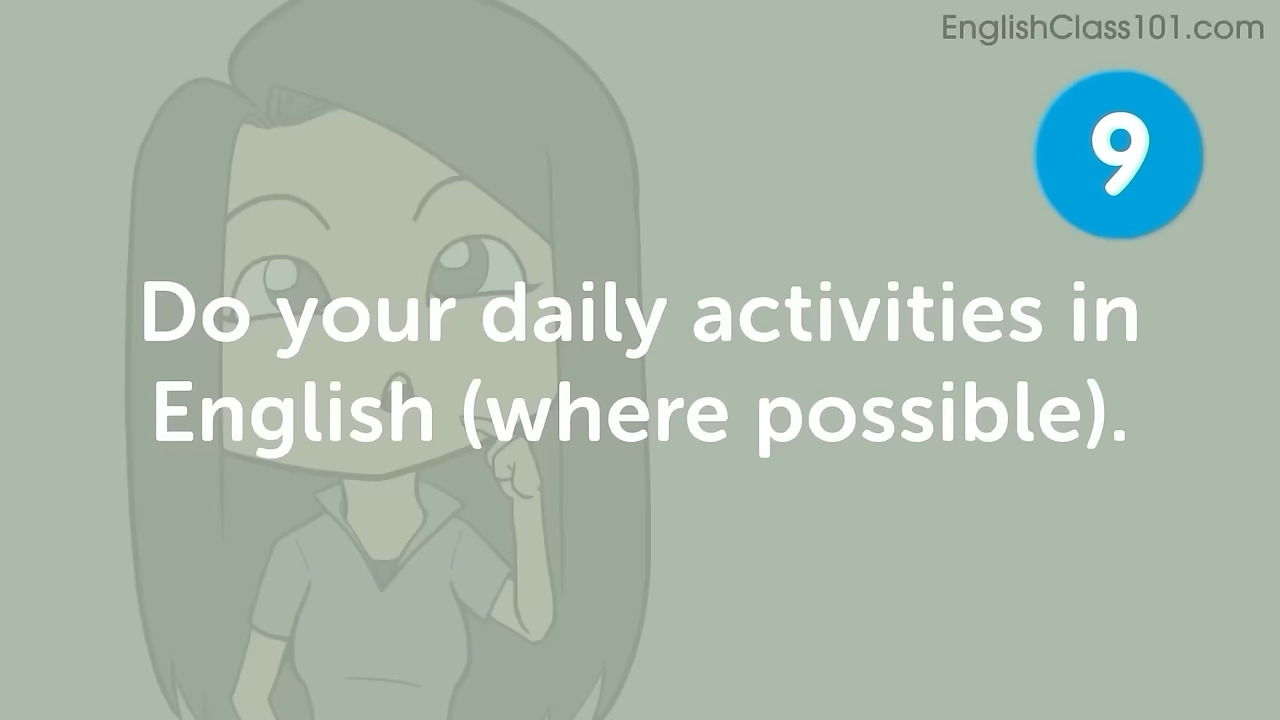 EnglishClass101.com
9
Do your daily activities in
English (where possible).